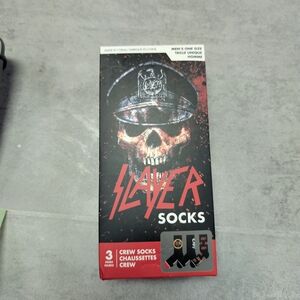 MEN'S ONE SIZE
TAILLE UNIQUE
HOMME
SLAYER
SOCKS
3
CREW SOCKS
CHAUSSETTES
CREW